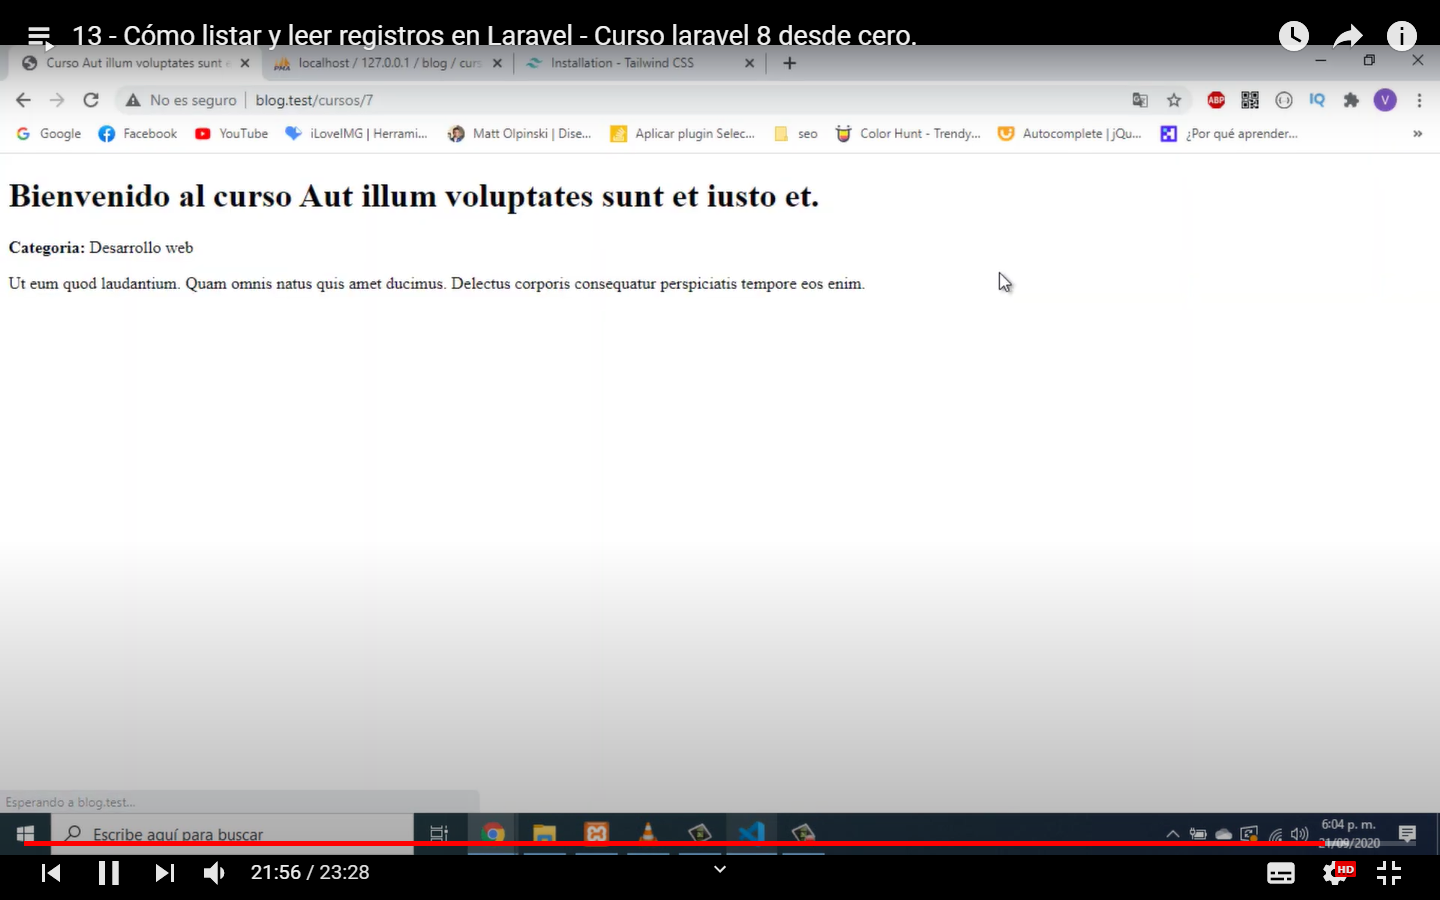 13 - Cómo listar y leer registros en Laravel - Curso laravel 8 desde cero.
Curso Aut illum voluptates sunt localhost / 127.0.0.1 / blog / curs Installation - Tailwind CSS
No es seguro blog.test/cursos/7 ABP IQ V
Google Facebook YouTube iLoveIMG | Herrami... Matt Olpinski | Dise... Aplicar plugin Selec... seo Color Hunt - Trendy... Autocomplete | jQu... ¿Por qué aprender... »
Bienvenido al curso Aut illum voluptates sunt et iusto et.
Categoria: Desarrollo web
Ut eum quod laudantium. Quam omnis natus quis amet ducimus. Delectus corporis consequatur perspiciatis tempore eos enim.
Esperando a blog.test...
Escribe aquí para buscar
6:04 p. m.
21/09/2020
21:56 / 23:28
HD